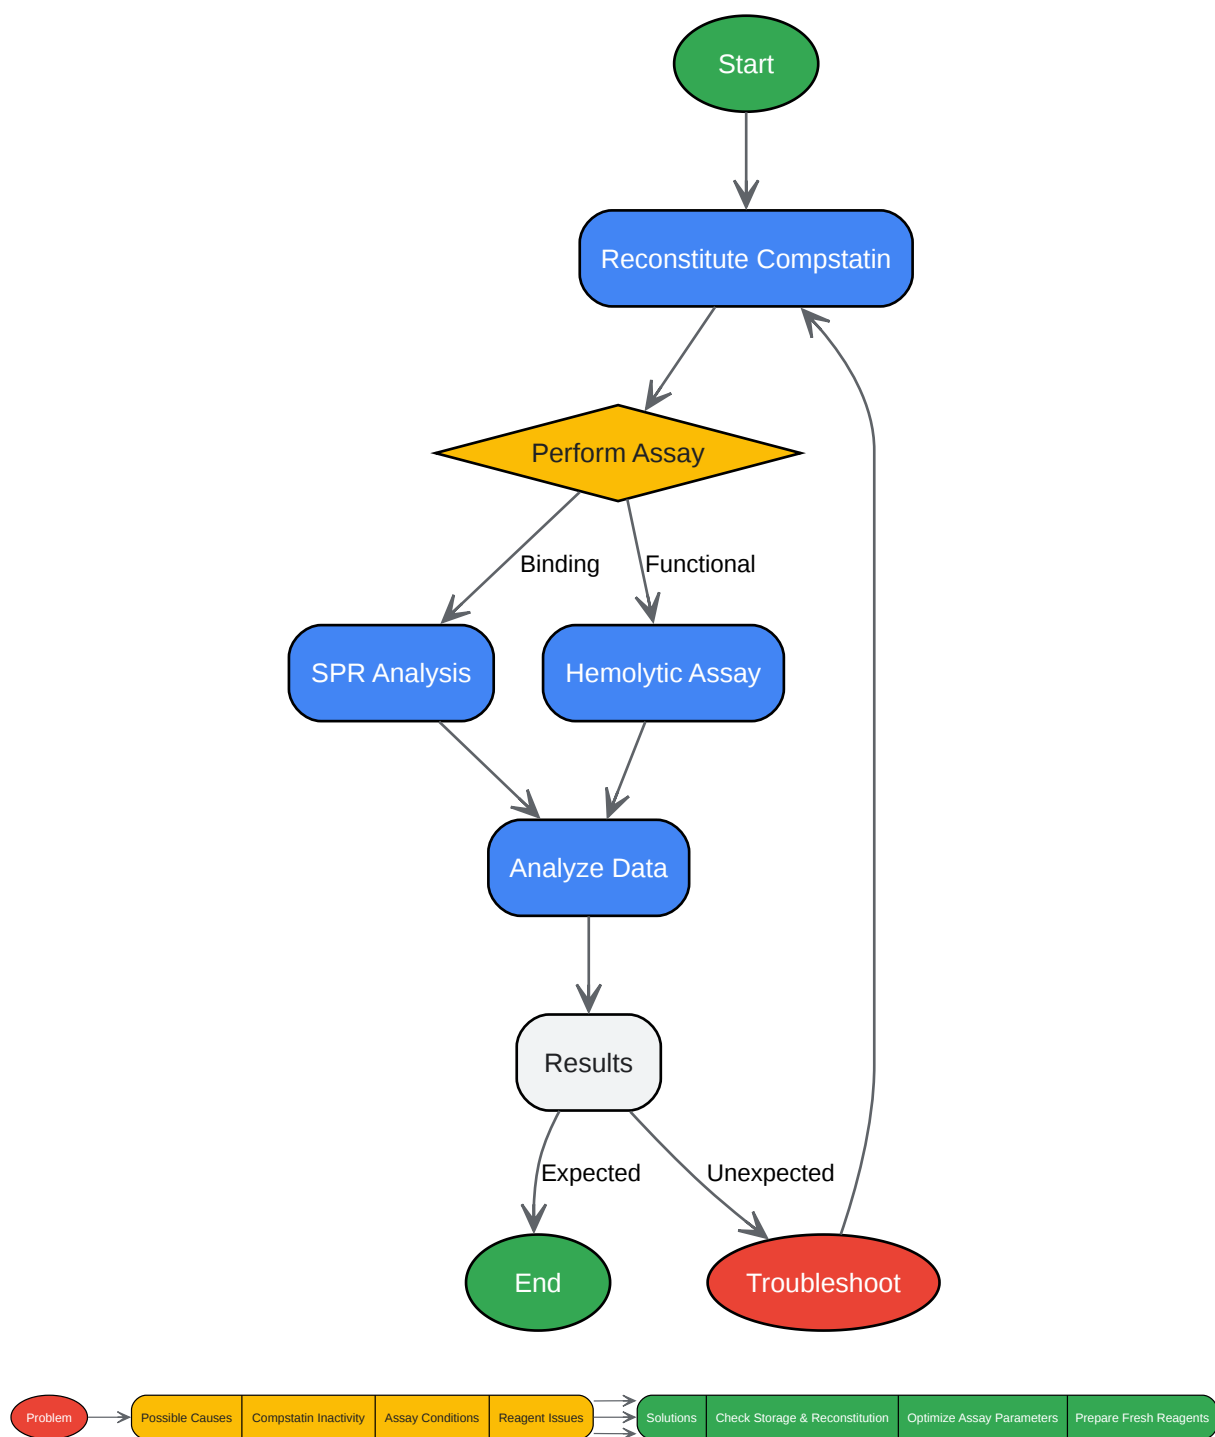 Start
Reconstitute Compstatin
Perform Assay
Binding
Functional
SPR Analysis
Hemolytic Assay
Analyze Data
Results
Expected
Unexpected
End
Troubleshoot
Problem
Possible Causes
Compstatin Inactivity
Assay Conditions
Reagent Issues
Solutions
Check Storage & Reconstitution
Optimize Assay Parameters
Prepare Fresh Reagents